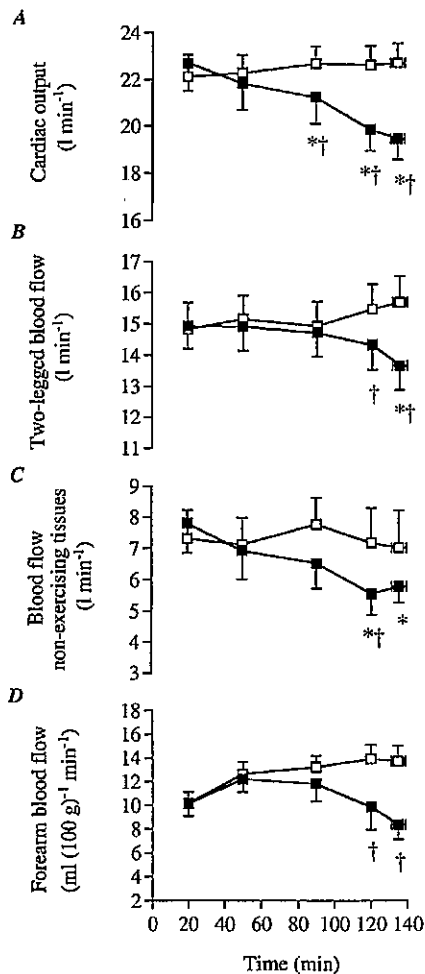 A
Cardiac output
(l min⁻¹)
24
22
20
18
16
*†
*†
*†
B
Two-legged blood flow
(l min⁻¹)
17
16
15
14
13
12
11
†
*†
C
Blood flow
non-exercising tissues
(l min⁻¹)
9
8
7
6
5
4
3
*†
*
D
Forearm blood flow
(ml (100 g)⁻¹ min⁻¹)
18
16
14
12
10
8
6
4
2
†
†
0 20 40 60 80 100 120 140
Time (min)